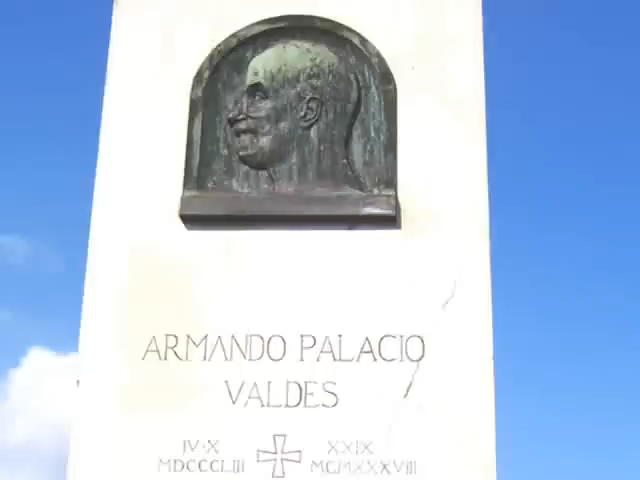 ARMANDO PALACIO
VALDES
IV·X XXIX
MDCCCLIII MCMXXXVIII